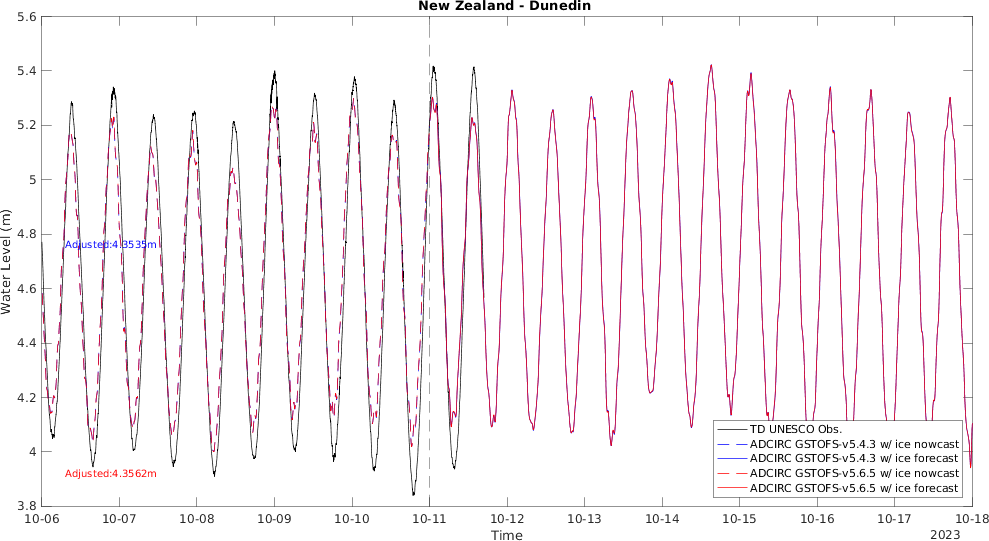 New Zealand - Dunedin
5.6
5.4
5.2
5
4.8
4.6
4.4
4.2
4
3.8
Water Level (m)
Adjusted:4.3535m
Adjusted:4.3562m
TD UNESCO Obs.
ADCIRC GSTOFS-v5.4.3 w/ ice nowcast
ADCIRC GSTOFS-v5.4.3 w/ ice forecast
ADCIRC GSTOFS-v5.6.5 w/ ice nowcast
ADCIRC GSTOFS-v5.6.5 w/ ice forecast
10-06 10-07 10-08 10-09 10-10 10-11 10-12 10-13 10-14 10-15 10-16 10-17 10-18
Time
2023